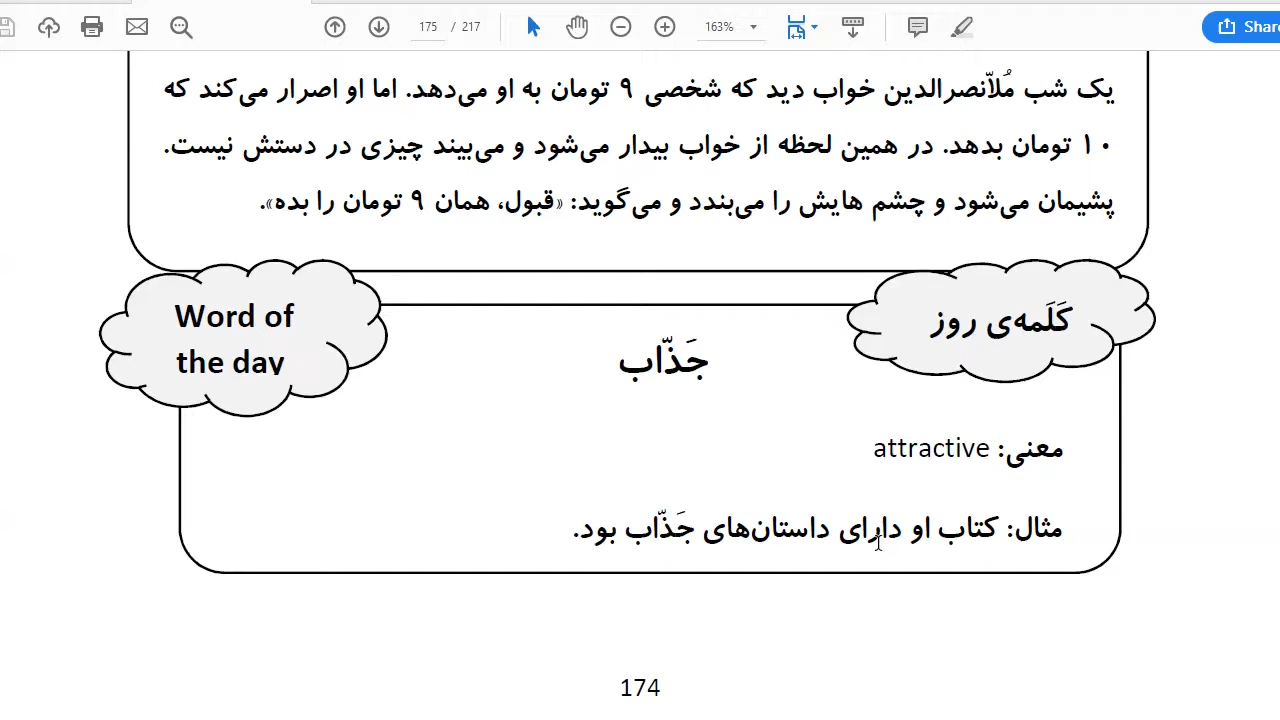 175 / 217
163%
Share
یک شب مُلاّنصرالدین خواب دید که شخصی ۹ تومان به او می‌دهد. اما او اصرار می‌کند که
۱۰ تومان بدهد. در همین لحظه از خواب بیدار می‌شود و می‌بیند چیزی در دستش نیست.
پشیمان می‌شود و چشم هایش را می‌بندد و می‌گوید: «قبول، همان ۹ تومان را بده».
کَلَمه‌ی روز
Word of
the day
جَذّاب
معنی: attractive
مثال: کتاب او دارای داستان‌های جَذّاب بود.
174